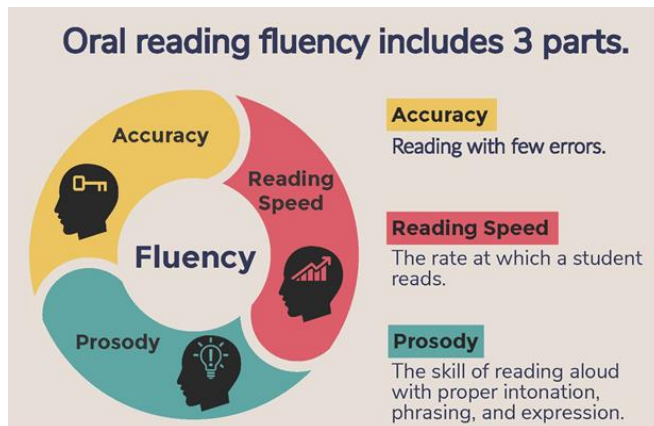 Oral reading fluency includes 3 parts.
Accuracy
Reading
Speed
Fluency
Prosody
Accuracy
Reading with few errors.
Reading Speed
The rate at which a student
reads.
Prosody
The skill of reading aloud
with proper intonation,
phrasing, and expression.